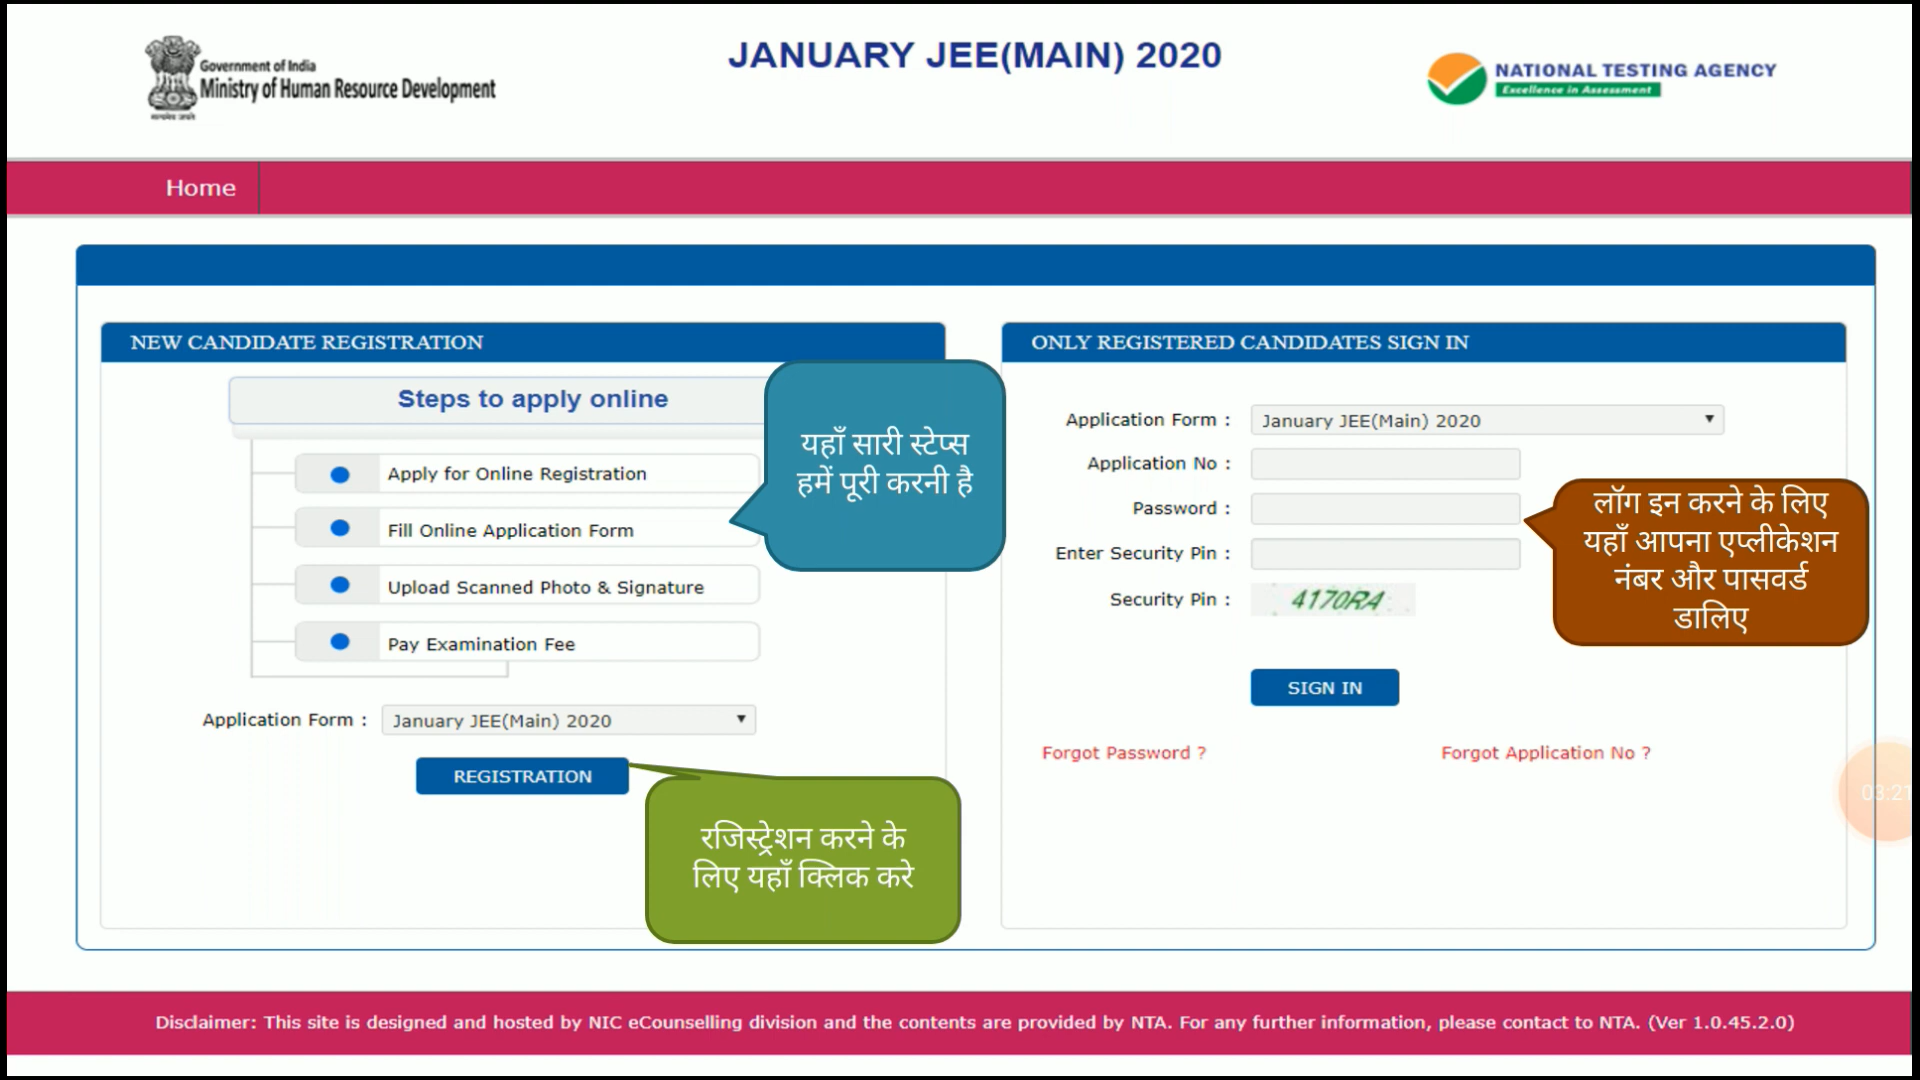 Government of India
Ministry of Human Resource Development
सत्यमेव जयते
JANUARY JEE(MAIN) 2020
NATIONAL TESTING AGENCY
Excellence in Assessment
Home
NEW CANDIDATE REGISTRATION
Steps to apply online
Apply for Online Registration
Fill Online Application Form
Upload Scanned Photo & Signature
Pay Examination Fee
यहाँ सारी स्टेप्स
हमें पूरी करनी है
Application Form : January JEE(Main) 2020
REGISTRATION
रजिस्ट्रेशन करने के
लिए यहाँ क्लिक करे
ONLY REGISTERED CANDIDATES SIGN IN
Application Form : January JEE(Main) 2020
Application No :
Password :
Enter Security Pin :
Security Pin : 4170RA
लॉग इन करने के लिए
यहाँ आपना एप्लीकेशन
नंबर और पासवर्ड
डालिए
SIGN IN
Forgot Password ? Forgot Application No ?
03:21
Disclaimer: This site is designed and hosted by NIC eCounselling division and the contents are provided by NTA. For any further information, please contact to NTA. (Ver 1.0.45.2.0)